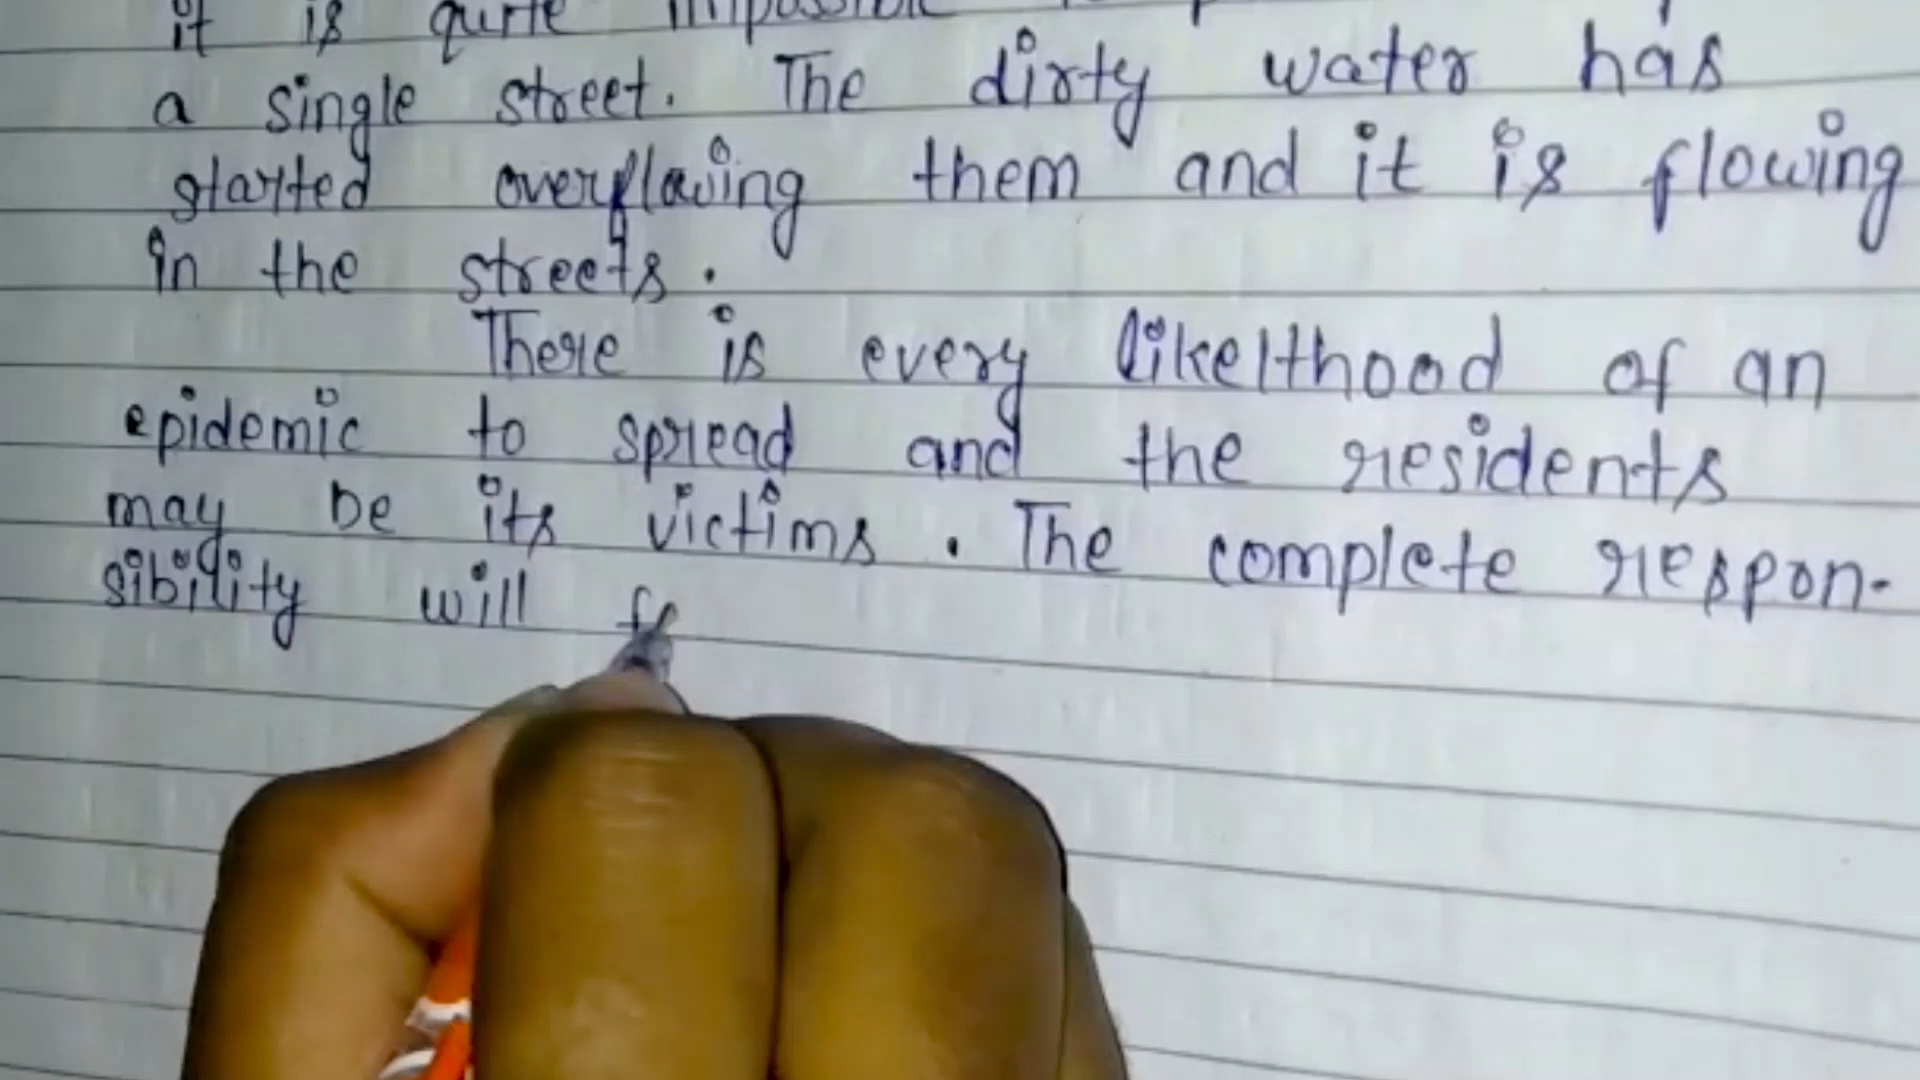 it is quite impossible
a single street. The dirty water has
started overflowing them and it is flowing
in the streets.
There is every likelthood of an
epidemic to spread and the residents
may be its victims. The complete respon-
sibility will